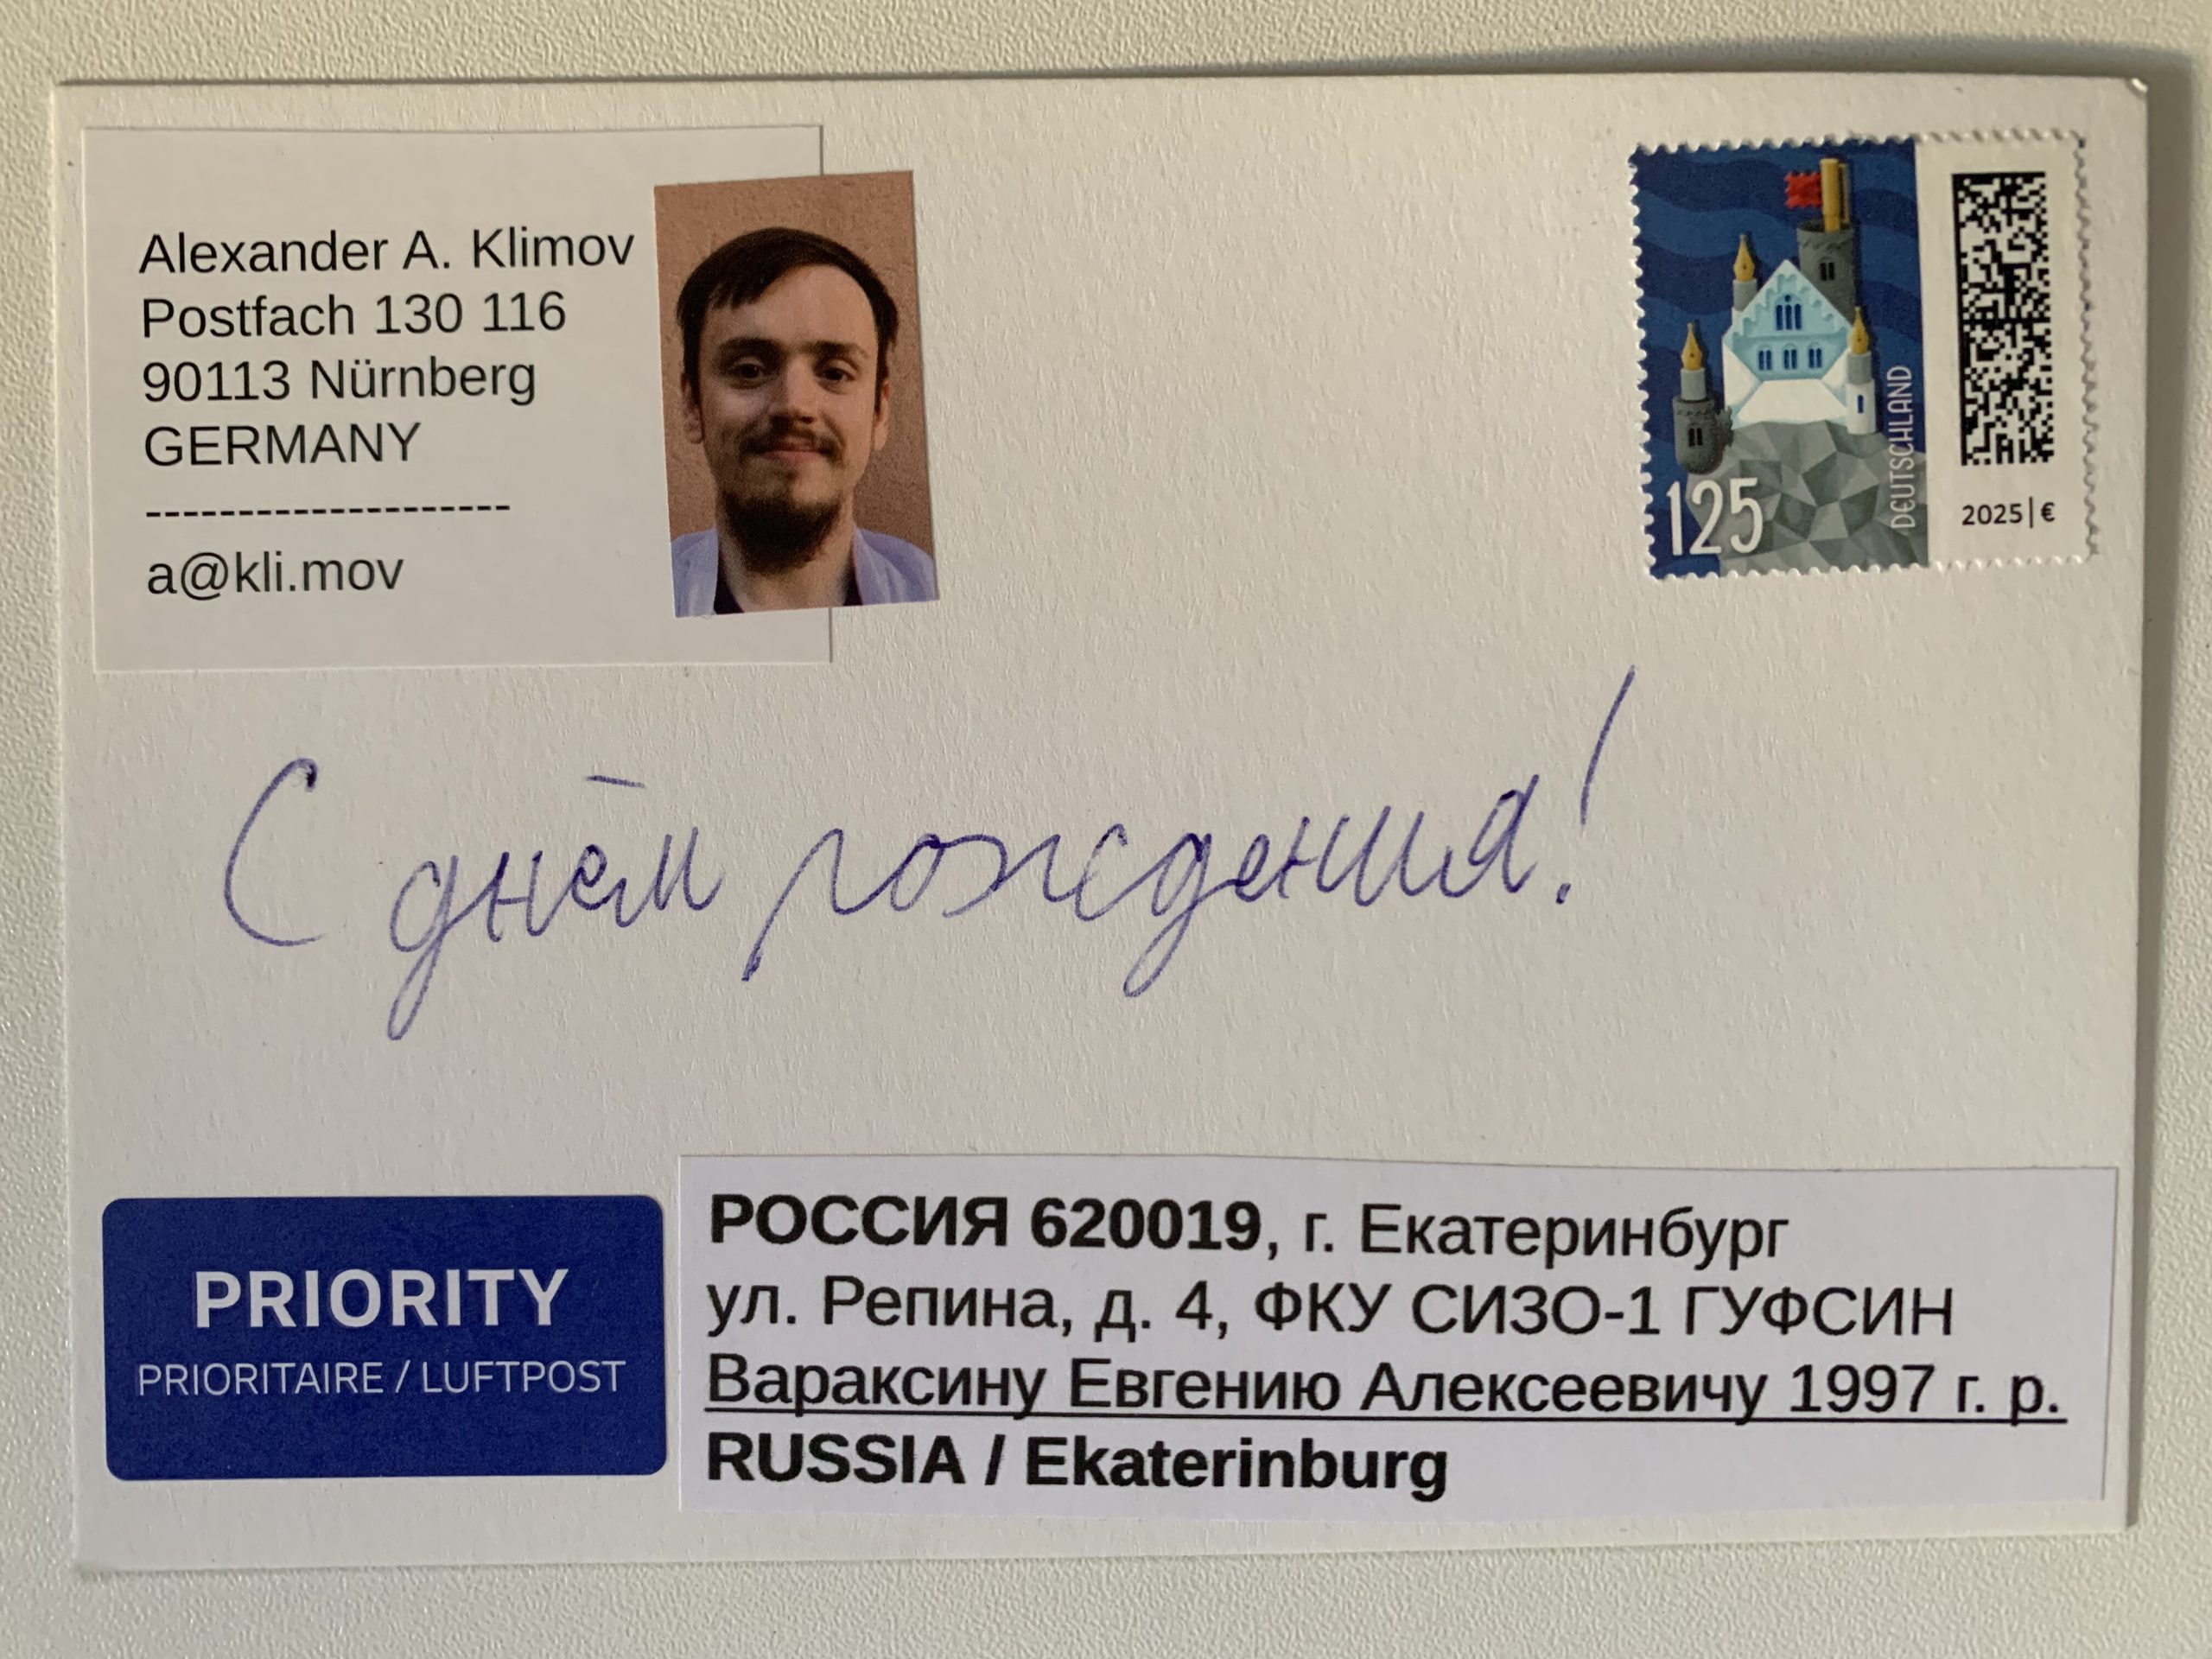 Alexander A. Klimov
Postfach 130 116
90113 Nürnberg
GERMANY
--------------------
a@kli.mov
125
DEUTSCHLAND
2025|€
С днём рождения!
PRIORITY
PRIORITAIRE / LUFTPOST
РОССИЯ 620019, г. Екатеринбург
ул. Репина, д. 4, ФКУ СИЗО-1 ГУФСИН
Вараксину Евгению Алексеевичу 1997 г. р.
RUSSIA / Ekaterinburg